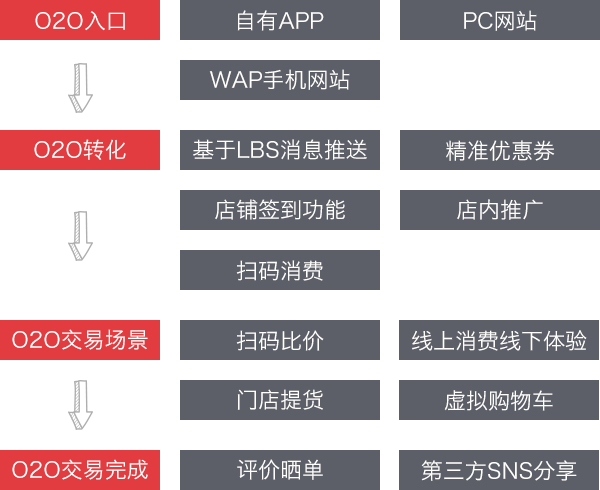 O2O入口 自有APP PC网站
WAP手机网站
O2O转化 基于LBS消息推送 精准优惠券
店铺签到功能 店内推广
扫码消费
O2O交易场景 扫码比价 线上消费线下体验
门店提货 虚拟购物车
O2O交易完成 评价晒单 第三方SNS分享